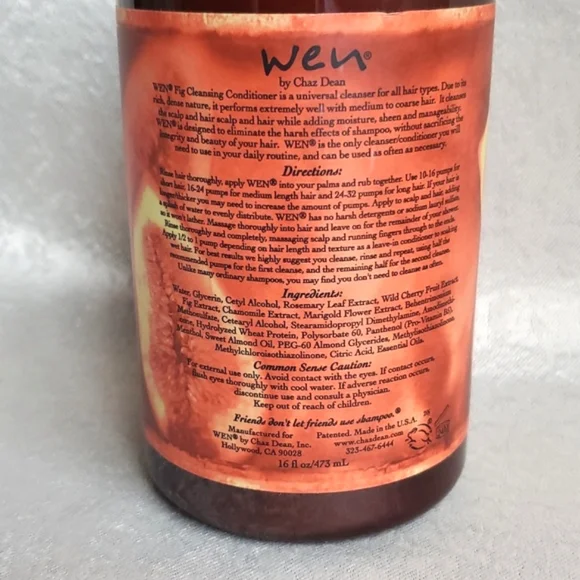 wen®
by Chaz Dean
WEN® Fig Cleansing Conditioner is a universal cleanser for all hair types. Due to its
rich, dense nature, it performs extremely well with medium to coarse hair. It cleanses
the scalp and hair scalp and hair while adding moisture, sheen and manageability.
WEN® is designed to eliminate the harsh effects of shampoo, without sacrificing the
integrity and beauty of your hair. WEN® is the only cleanser/conditioner you will
need to use in your daily routine, and can be used as often as necessary.
Directions:
Rinse hair thoroughly, apply WEN® into your palms and rub together. Use 10-16 pumps for
short hair, 16-24 pumps for medium length hair and 24-32 pumps for long hair. If your hair is
longer/thicker you may need to increase the amount of pumps. Apply to scalp and hair, adding
a splash of water to evenly distribute. WEN® has no harsh detergents or sodium lauryl sulfate,
so it won't lather. Massage thoroughly into hair and leave on for the remainder of your shower.
Rinse thoroughly and completely, massaging scalp and running fingers through to the ends.
Apply 1/2 to 1 pump depending on hair length and texture as a leave-in conditioner to soaking
wet hair. For best results we highly suggest you cleanse, rinse and repeat, using half the
recommended pumps for the first cleanse, and the remaining half for the second cleanse.
Unlike many ordinary shampoos, you may find you don't need to cleanse as often.
Ingredients:
Water, Glycerin, Cetyl Alcohol, Rosemary Leaf Extract, Wild Cherry Fruit Extract
Fig Extract, Chamomile Extract, Marigold Flower Extract, Behentrimonium
Methosulfate, Cetearyl Alcohol, Stearamidopropyl Dimethylamine, Amodimethi-
cone, Hydrolyzed Wheat Protein, Polysorbate 60, Panthenol (Pro-Vitamin B5),
Menthol, Sweet Almond Oil, PEG-60 Almond Glycerides, Methylisothiazolinone,
Methylchloroisothiazolinone, Citric Acid, Essential Oils.
Common Sense Caution:
For external use only. Avoid contact with the eyes. If contact occurs,
flush eyes thoroughly with cool water. If adverse reaction occurs,
discontinue use and consult a physician.
Keep out of reach of children.
Friends don't let friends use shampoo.®
Manufactured for
WEN® by Chaz Dean, Inc.
Hollywood, CA 90028
Patented. Made in the U.S.A.
www.chazdean.com
323-467-6444
16 fl oz/473 mL